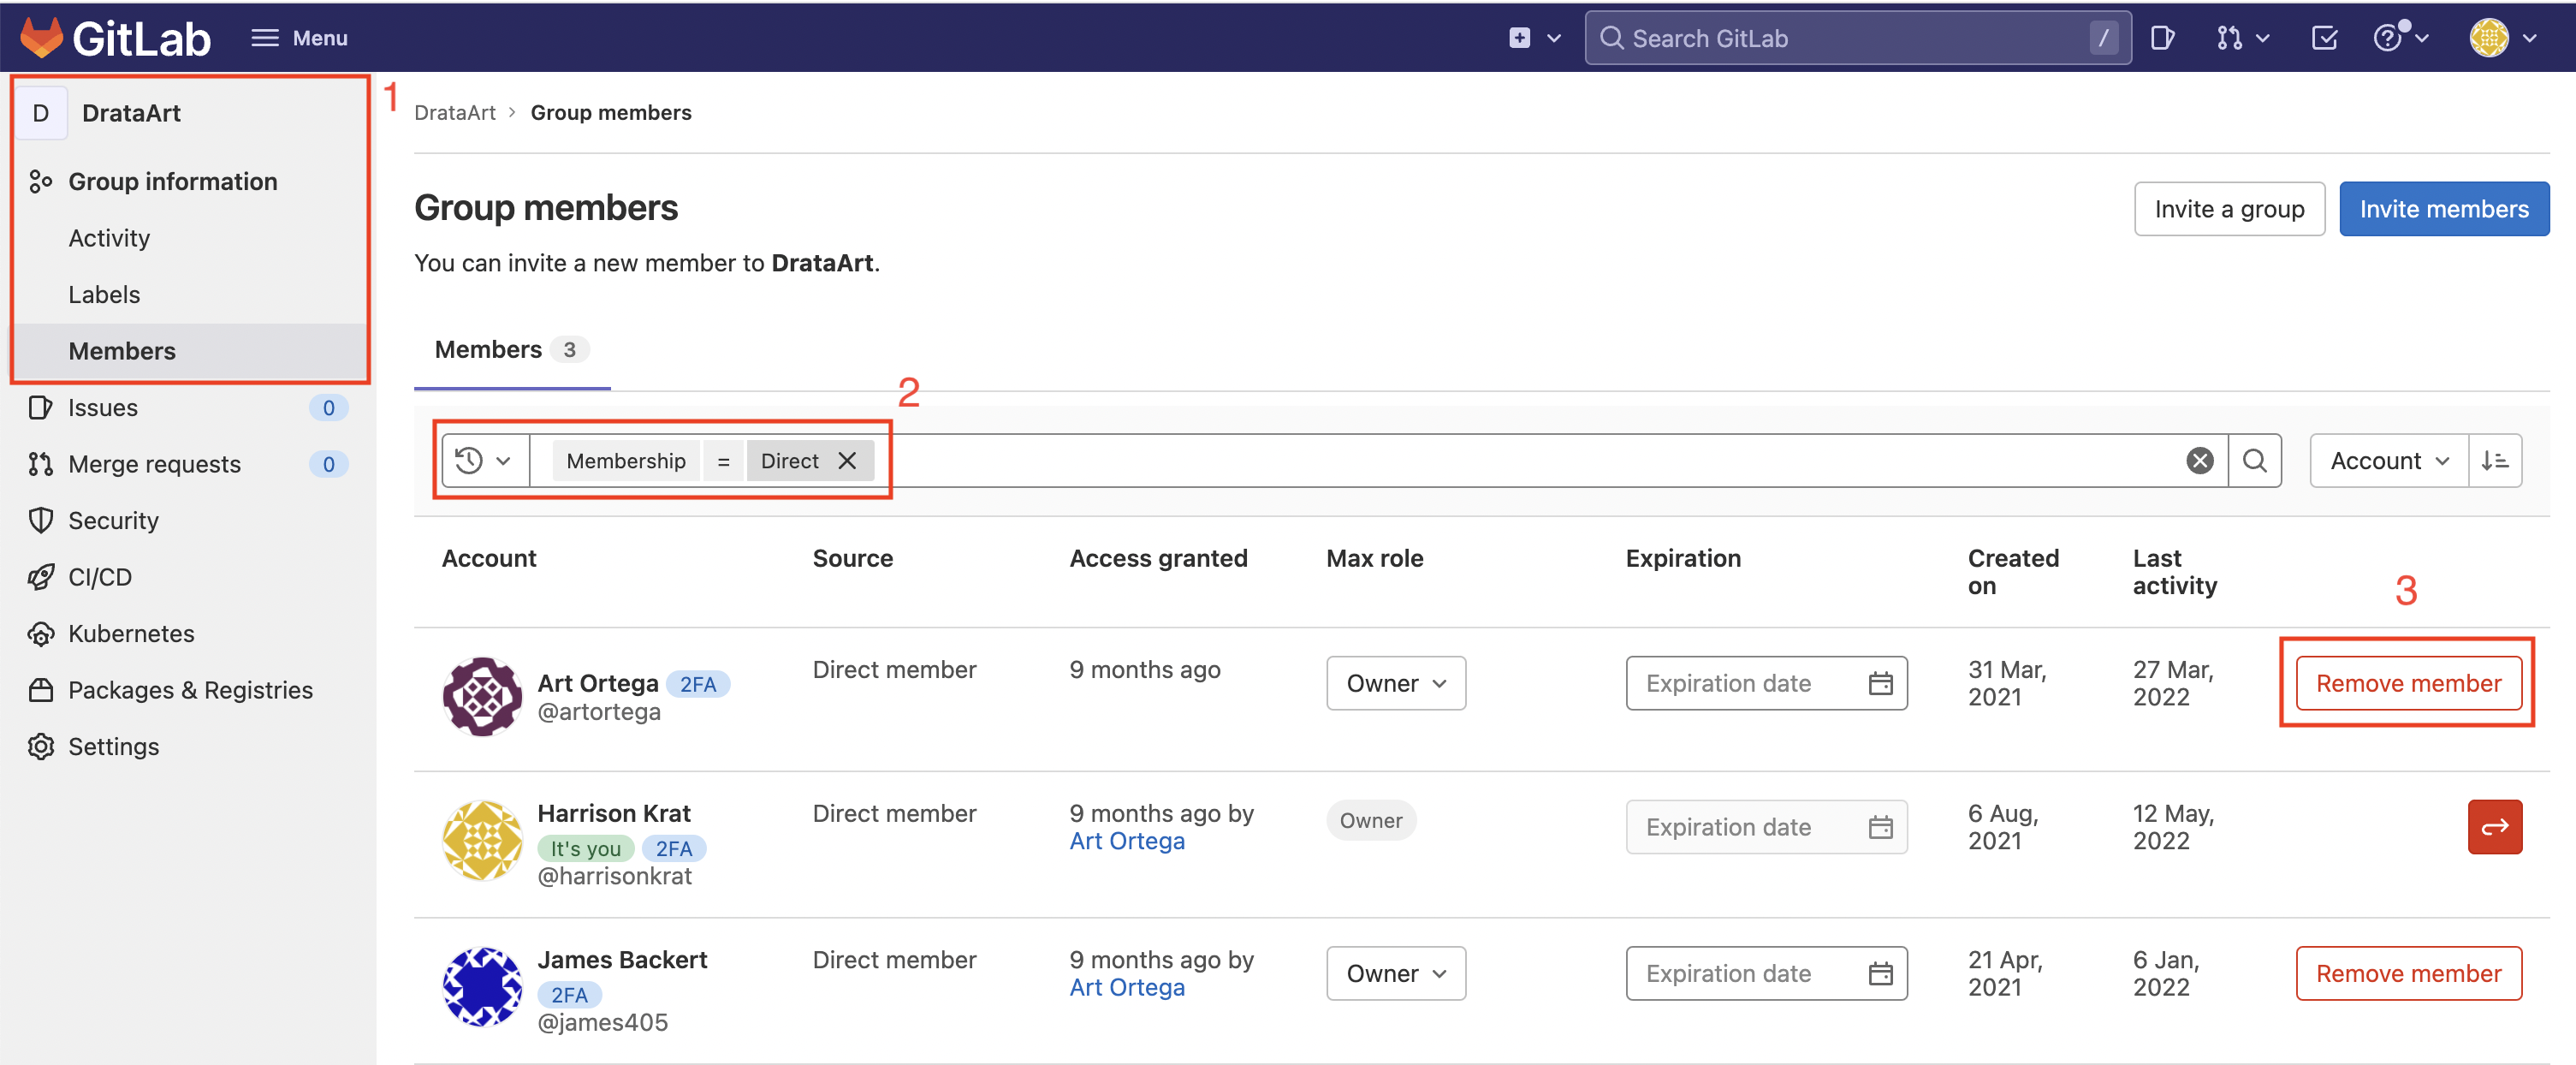 GitLab
Menu
Search GitLab
/
1
D DrataArt
Group information
Activity
Labels
Members
Issues 0
Merge requests 0
Security
CI/CD
Kubernetes
Packages & Registries
Settings
DrataArt > Group members
Group members
Invite a group
Invite members
You can invite a new member to DrataArt.
Members 3
2
Membership = Direct
Account
Account Source Access granted Max role Expiration Created on Last activity
3
Art Ortega 2FA
@artortega
Direct member
9 months ago
Owner
Expiration date
31 Mar,
2021
27 Mar,
2022
Remove member
Harrison Krat
It's you 2FA
@harrisonkrat
Direct member
9 months ago by
Art Ortega
Owner
Expiration date
6 Aug,
2021
12 May,
2022
James Backert
2FA
@james405
Direct member
9 months ago by
Art Ortega
Owner
Expiration date
21 Apr,
2021
6 Jan,
2022
Remove member